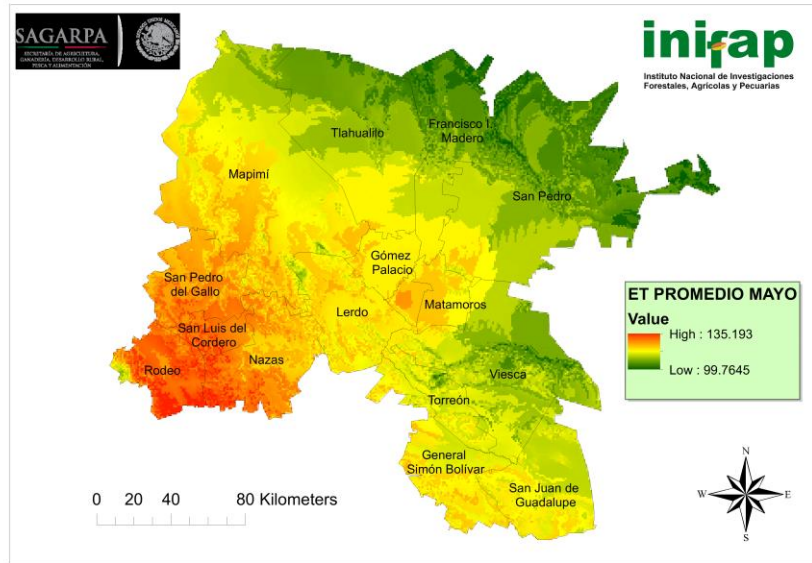 SAGARPA
SECRETARÍA DE AGRICULTURA,
GANADERÍA, DESARROLLO RURAL,
PESCA Y ALIMENTACIÓN
inifap
Instituto Nacional de Investigaciones
Forestales, Agrícolas y Pecuarias
Tlahualilo
Francisco I.
Madero
Mapimí
San Pedro
Gómez
Palacio
San Pedro
del Gallo
Lerdo
Matamoros
San Luis del
Cordero
Nazas
Rodeo
Viesca
Torreón
General
Simón Bolívar
San Juan de
Guadalupe
ET PROMEDIO MAYO
Value
High : 135.193
Low : 99.7645
0 20 40 80 Kilometers
N
W E
S